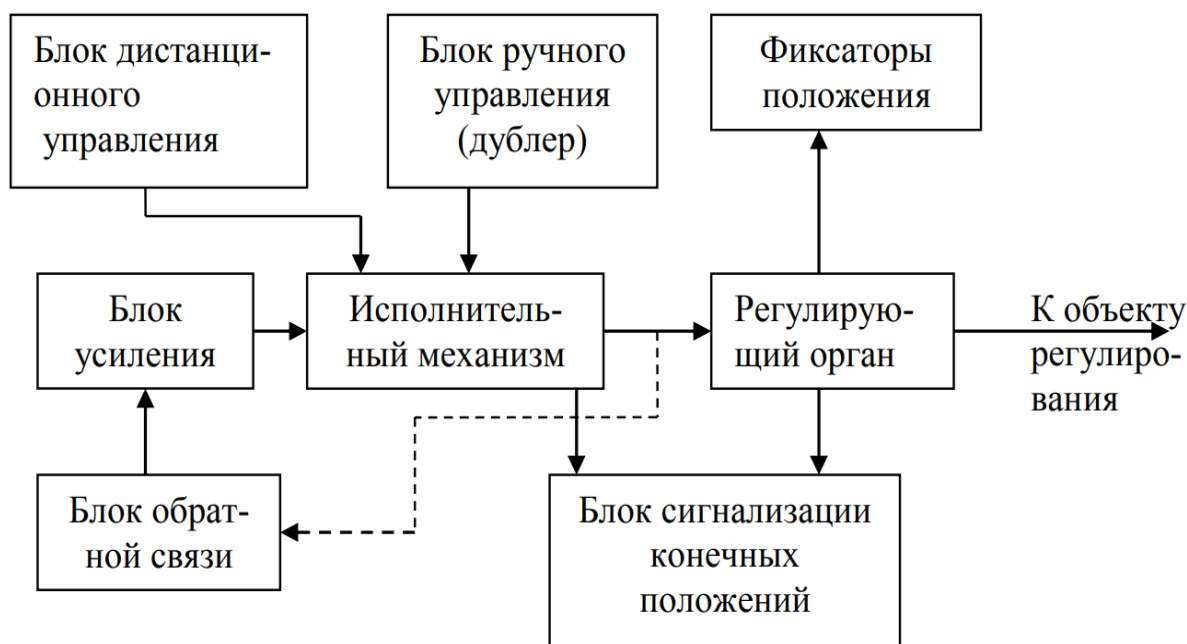 Блок дистанци-
онного
управления
Блок ручного
управления
(дублер)
Фиксаторы
положения
Блок
усиления
Исполнитель-
ный механизм
Регулирую-
щий орган
К объекту
регулиро-
вания
Блок обрат-
ной связи
Блок сигнализации
конечных
положений